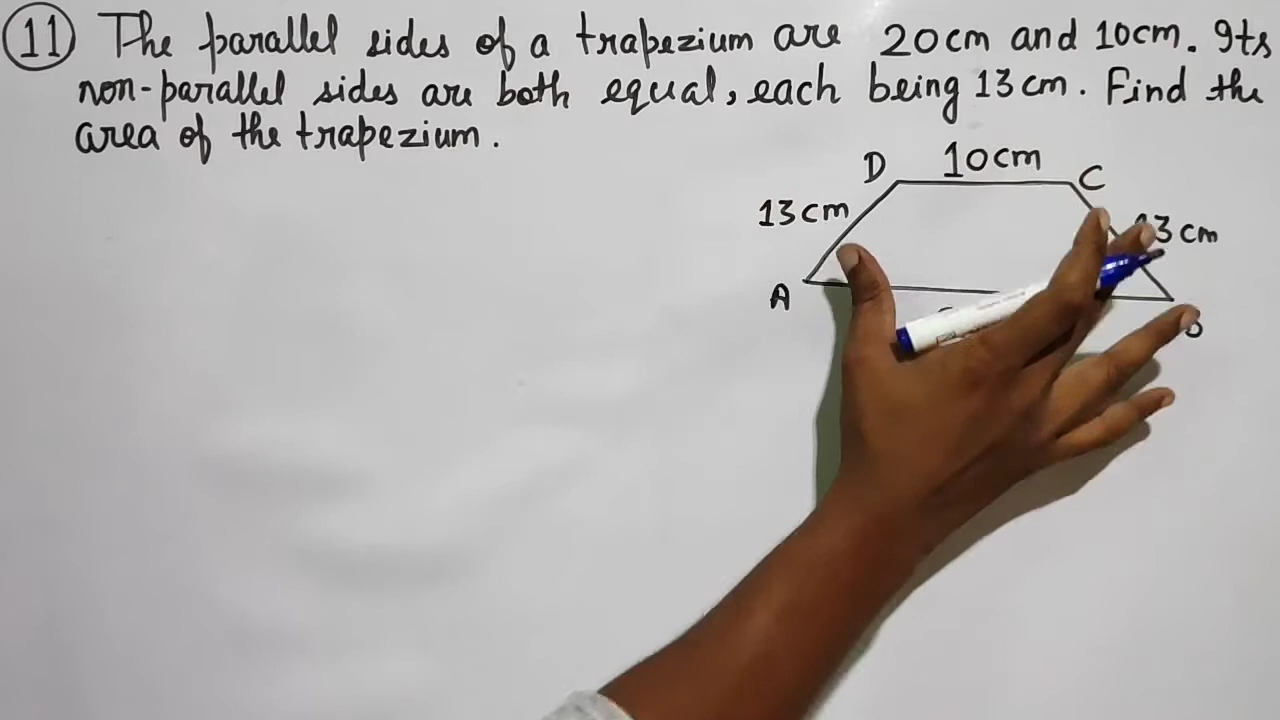 11 The parallel sides of a trapezium are 20cm and 10cm. Its
non-parallel sides are both equal, each being 13cm. Find the
area of the trapezium.
D 10cm C
13cm
13cm
A